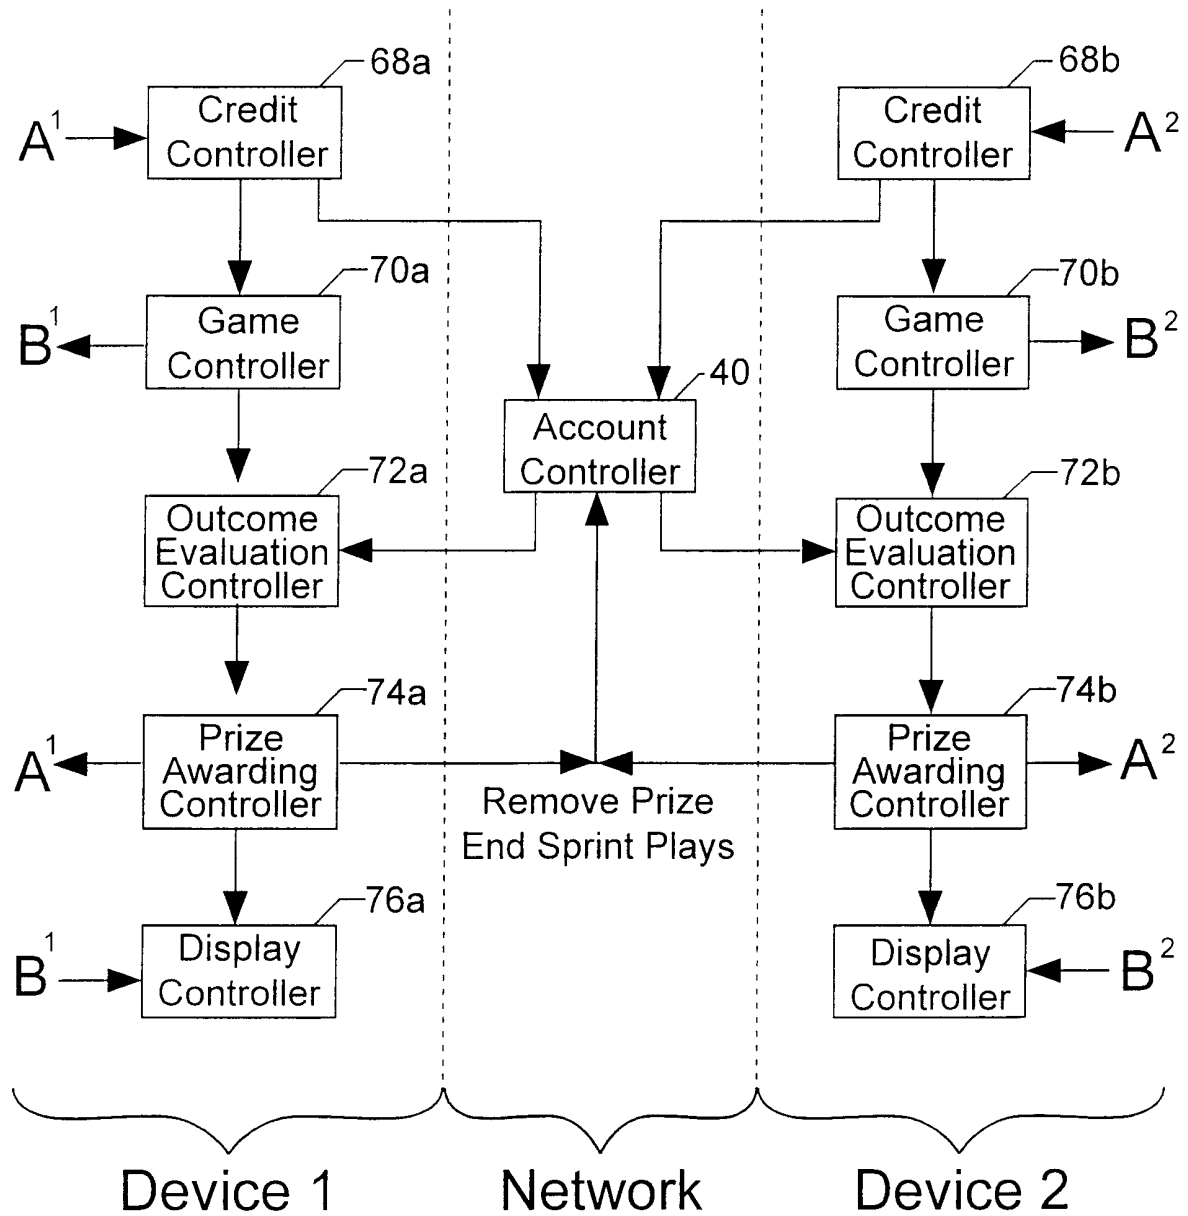 68a
Credit
Controller
A¹
70a
Game
Controller
B¹
72a
Outcome
Evaluation
Controller
74a
Prize
Awarding
Controller
A¹
76a
Display
Controller
B¹
40
Account
Controller
Remove Prize
End Sprint Plays
68b
Credit
Controller
A²
70b
Game
Controller
B²
72b
Outcome
Evaluation
Controller
74b
Prize
Awarding
Controller
A²
76b
Display
Controller
B²
Device 1
Network
Device 2